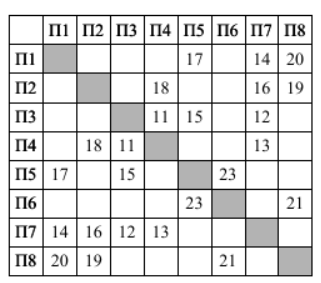 П1 П2 П3 П4 П5 П6 П7 П8
П1 17 14 20
П2 18 16 19
П3 11 15 12
П4 18 11 13
П5 17 15 23
П6 23 21
П7 14 16 12 13
П8 20 19 21